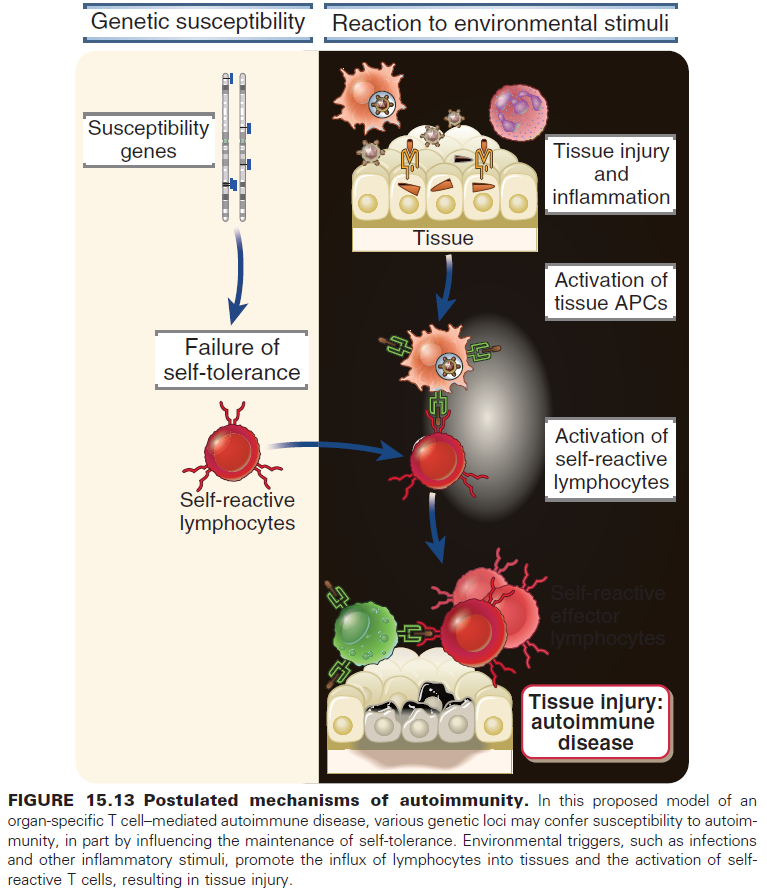 Genetic susceptibility
Reaction to environmental stimuli
Susceptibility
genes
Tissue injury
and
inflammation
Tissue
Activation of
tissue APCs
Failure of
self-tolerance
Activation of
self-reactive
lymphocytes
Self-reactive
lymphocytes
Self-reactive
effector
lymphocytes
Tissue injury:
autoimmune
disease
FIGURE 15.13 Postulated mechanisms of autoimmunity. In this proposed model of an
organ-specific T cell–mediated autoimmune disease, various genetic loci may confer susceptibility to autoim-
munity, in part by influencing the maintenance of self-tolerance. Environmental triggers, such as infections
and other inflammatory stimuli, promote the influx of lymphocytes into tissues and the activation of self-
reactive T cells, resulting in tissue injury.